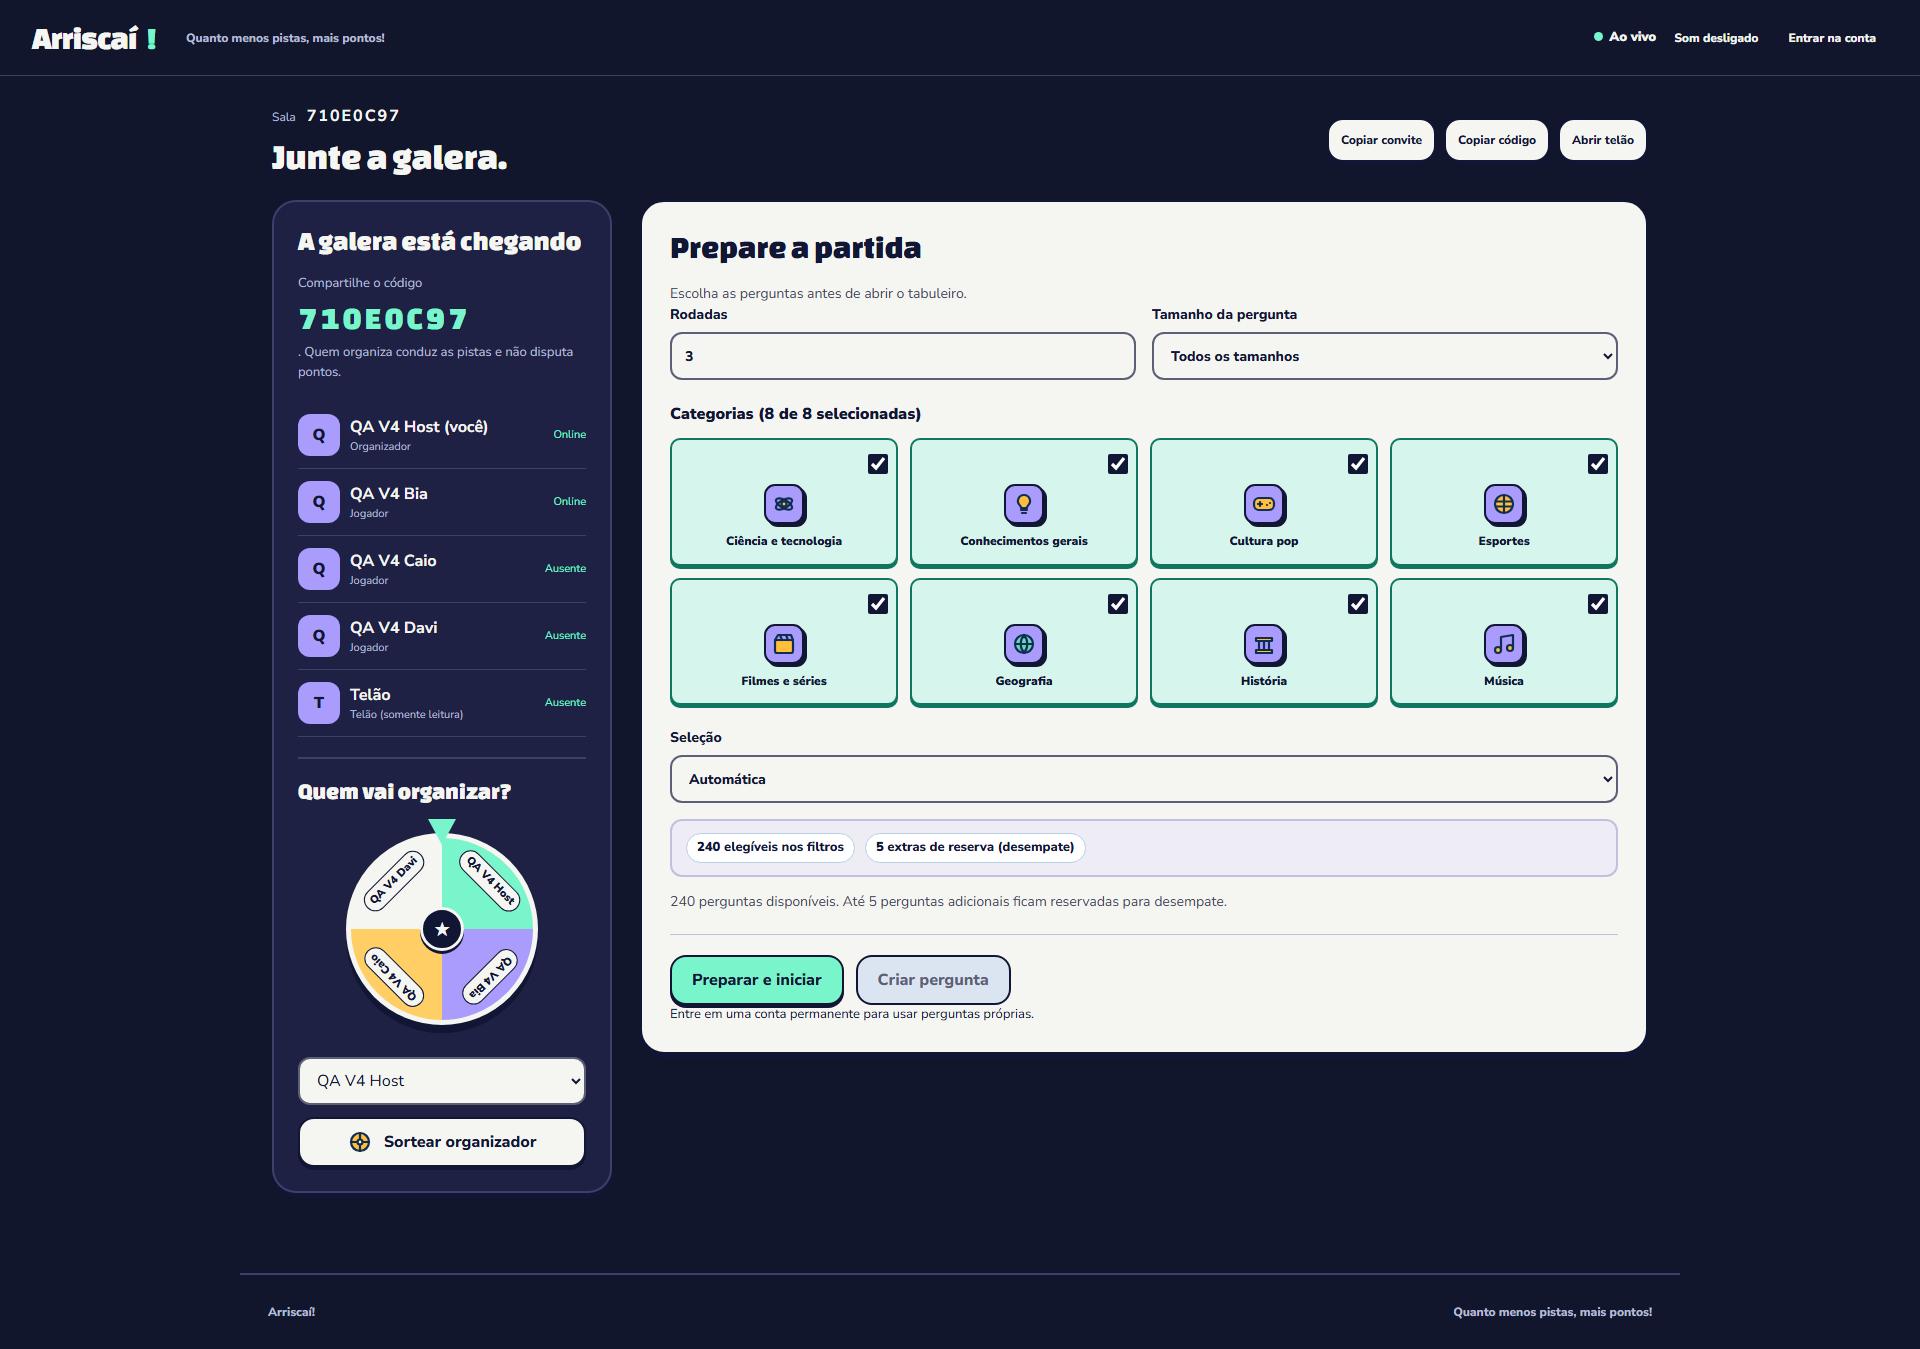 Arriscaí !
Quanto menos pistas, mais pontos!
Ao vivo
Som desligado
Entrar na conta
Sala 710E0C97
Junte a galera.
Copiar convite
Copiar código
Abrir telão
A galera está chegando
Compartilhe o código
710E0C97
. Quem organiza conduz as pistas e não disputa
pontos.
Q
QA V4 Host (você)
Organizador
Online
Q
QA V4 Bia
Jogador
Online
Q
QA V4 Caio
Jogador
Ausente
Q
QA V4 Davi
Jogador
Ausente
T
Telão
Telão (somente leitura)
Ausente
Quem vai organizar?
QA V4 Davi
QA V4 Host
QA V4 Caio
QA V4 Bia
QA V4 Host
Sortear organizador
Prepare a partida
Escolha as perguntas antes de abrir o tabuleiro.
Rodadas
3
Tamanho da pergunta
Todos os tamanhos
Categorias (8 de 8 selecionadas)
Ciência e tecnologia
Conhecimentos gerais
Cultura pop
Esportes
Filmes e séries
Geografia
História
Música
Seleção
Automática
240 elegíveis nos filtros
5 extras de reserva (desempate)
240 perguntas disponíveis. Até 5 perguntas adicionais ficam reservadas para desempate.
Preparar e iniciar
Criar pergunta
Entre em uma conta permanente para usar perguntas próprias.
Arriscaí!
Quanto menos pistas, mais pontos!